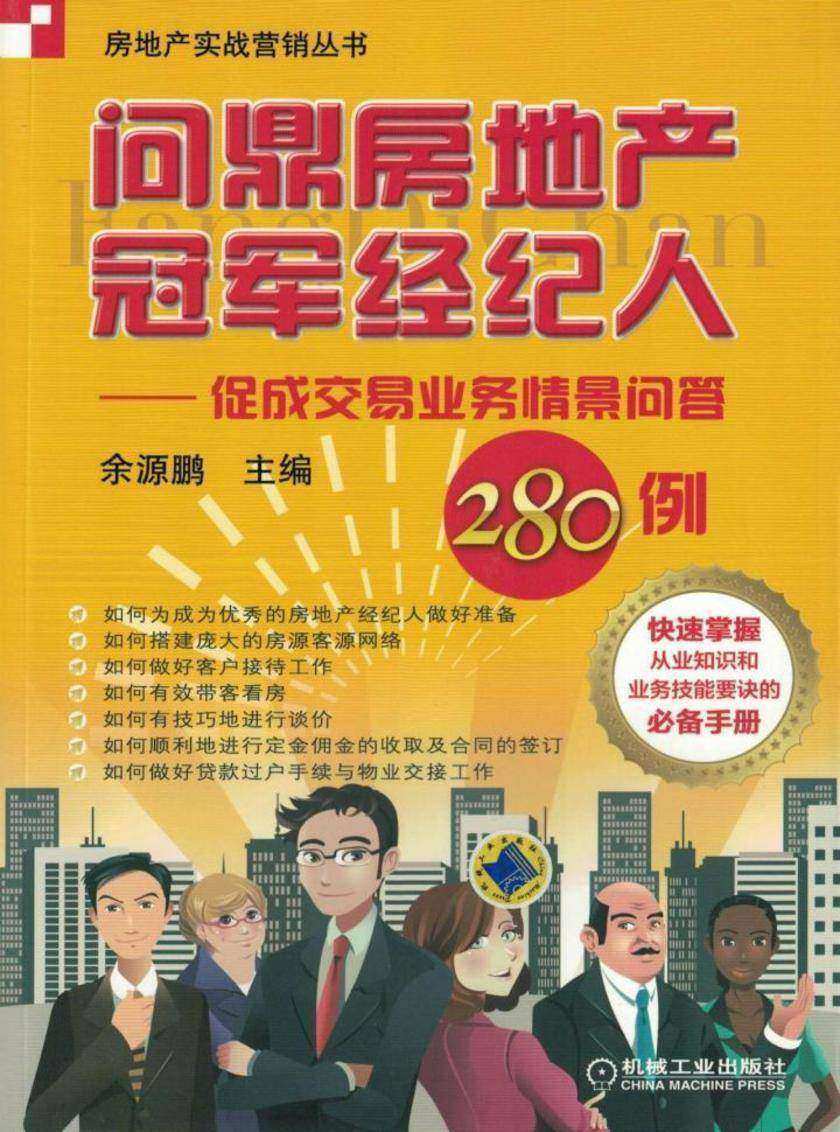 房地产实战营销丛书
FangDiChan
问鼎房地产
冠军经纪人
——促成交易业务情景问答
280例
余源鹏 主编
如何为成为优秀的房地产经纪人做好准备
如何搭建庞大的房源客源网络
如何做好客户接待工作
如何有效带客看房
如何有技巧地进行谈价
如何顺利地进行定金佣金的收取及合同的签订
如何做好贷款过户手续与物业交接工作
快速掌握
从业知识和
业务技能要诀的
必备手册
机械工业出版社
CHINA MACHINE PRESS